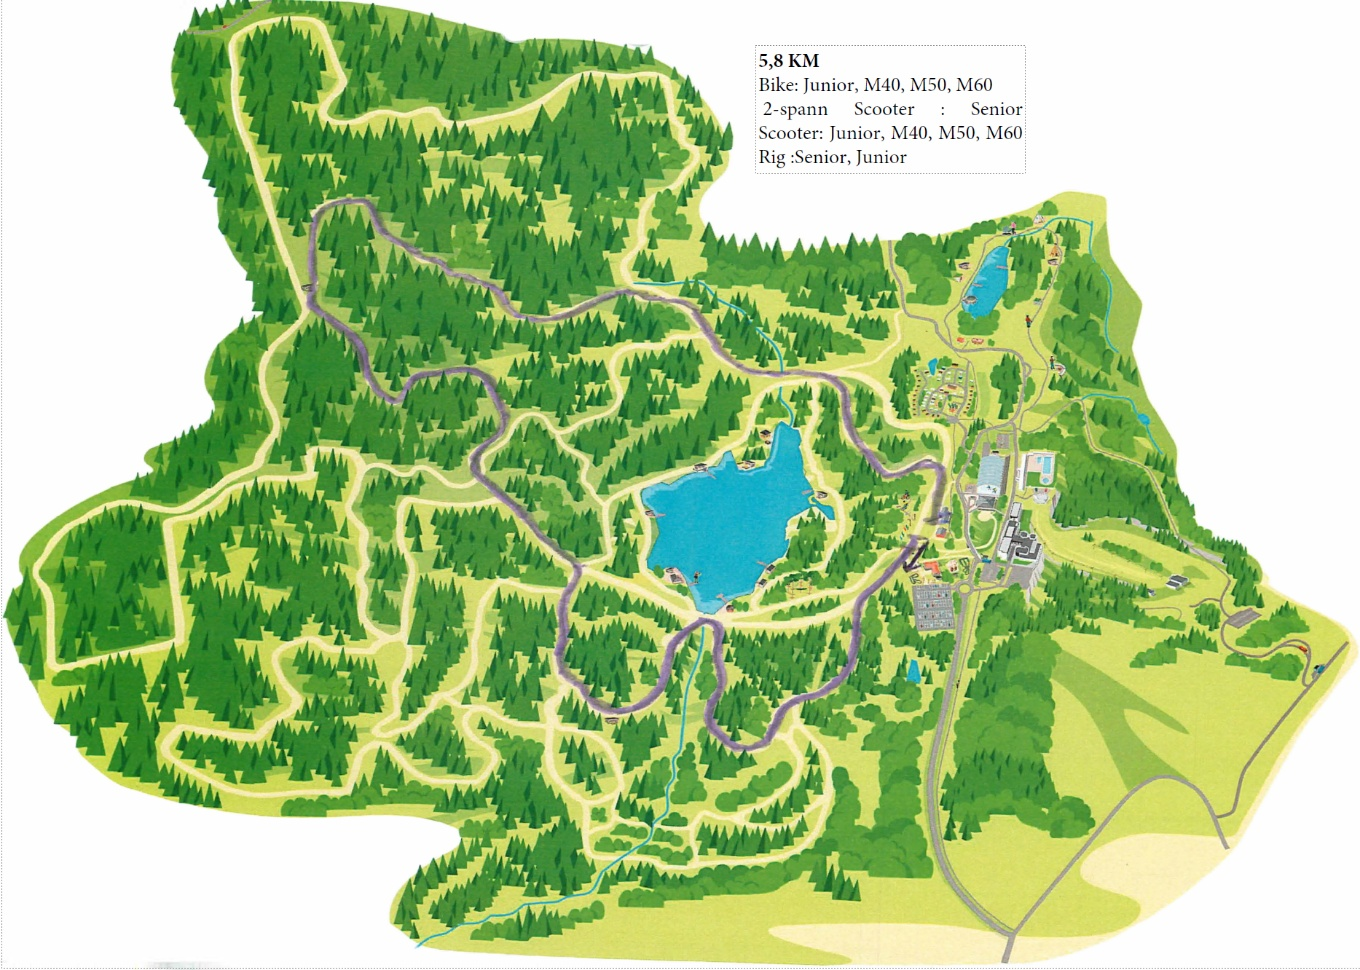 5,8 KM
Bike: Junior, M40, M50, M60
2-spann Scooter : Senior
Scooter: Junior, M40, M50, M60
Rig :Senior, Junior